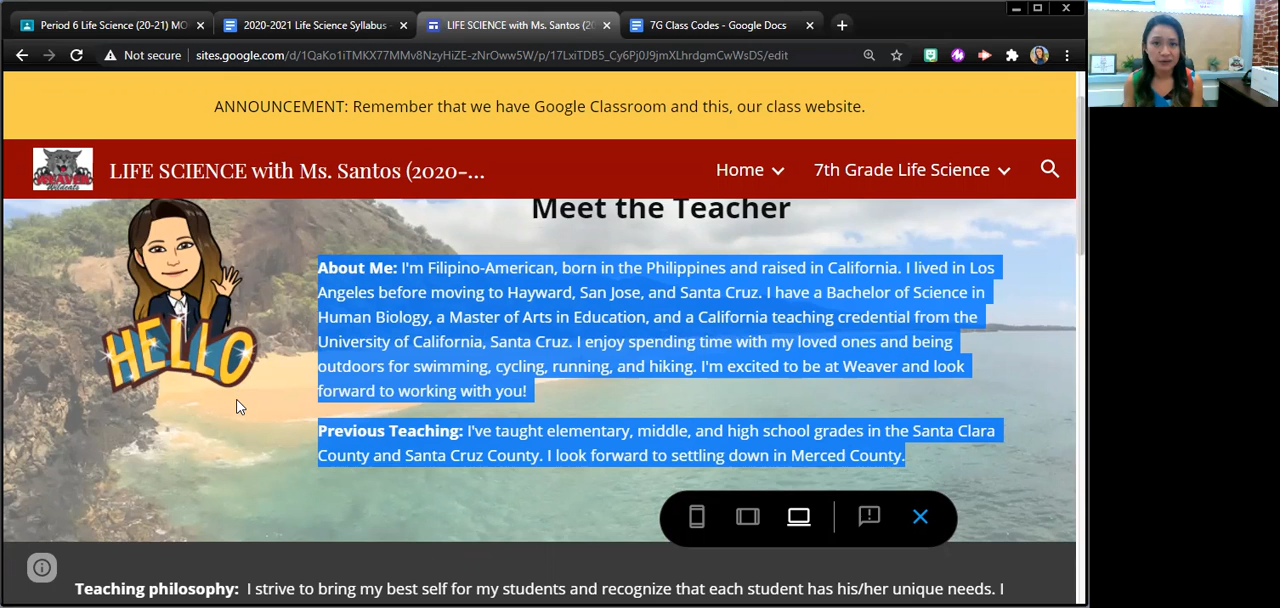 Period 6 Life Science (20-21) MO
2020-2021 Life Science Syllabus
LIFE SCIENCE with Ms. Santos (20
7G Class Codes - Google Docs
Not secure
sites.google.com/d/1QaKo1iTMKX77MMv8NzyHiZE-zNrOww5W/p/17LxiTDB5_Cy6Pj0J9jmXLhrdgmCwWsDS/edit
ANNOUNCEMENT: Remember that we have Google Classroom and this, our class website.
WEAVER
Wildcats
LIFE SCIENCE with Ms. Santos (2020-...
Home
7th Grade Life Science
Meet the Teacher
HELLO
About Me: I'm Filipino-American, born in the Philippines and raised in California. I lived in Los
Angeles before moving to Hayward, San Jose, and Santa Cruz. I have a Bachelor of Science in
Human Biology, a Master of Arts in Education, and a California teaching credential from the
University of California, Santa Cruz. I enjoy spending time with my loved ones and being
outdoors for swimming, cycling, running, and hiking. I'm excited to be at Weaver and look
forward to working with you!
Previous Teaching: I've taught elementary, middle, and high school grades in the Santa Clara
County and Santa Cruz County. I look forward to settling down in Merced County.
Teaching philosophy: I strive to bring my best self for my students and recognize that each student has his/her unique needs. I